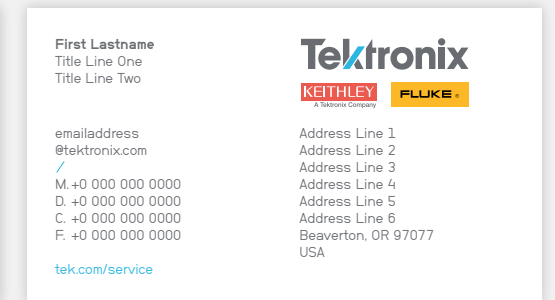 First Lastname
Title Line One
Title Line Two
Tektronix
KEITHLEY
A Tektronix Company
FLUKE®
emailaddress
@tektronix.com
/
M. +0 000 000 0000
D. +0 000 000 0000
C. +0 000 000 0000
F. +0 000 000 0000
tek.com/service
Address Line 1
Address Line 2
Address Line 3
Address Line 4
Address Line 5
Address Line 6
Beaverton, OR 97077
USA